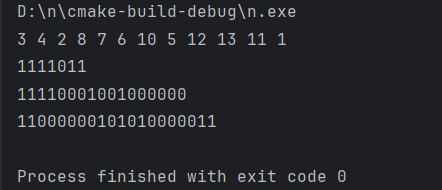 D:\n\cmake-build-debug\n.exe
3 4 2 8 7 6 10 5 12 13 11 1
1111011
11110001001000000
11000000101010000011
Process finished with exit code 0